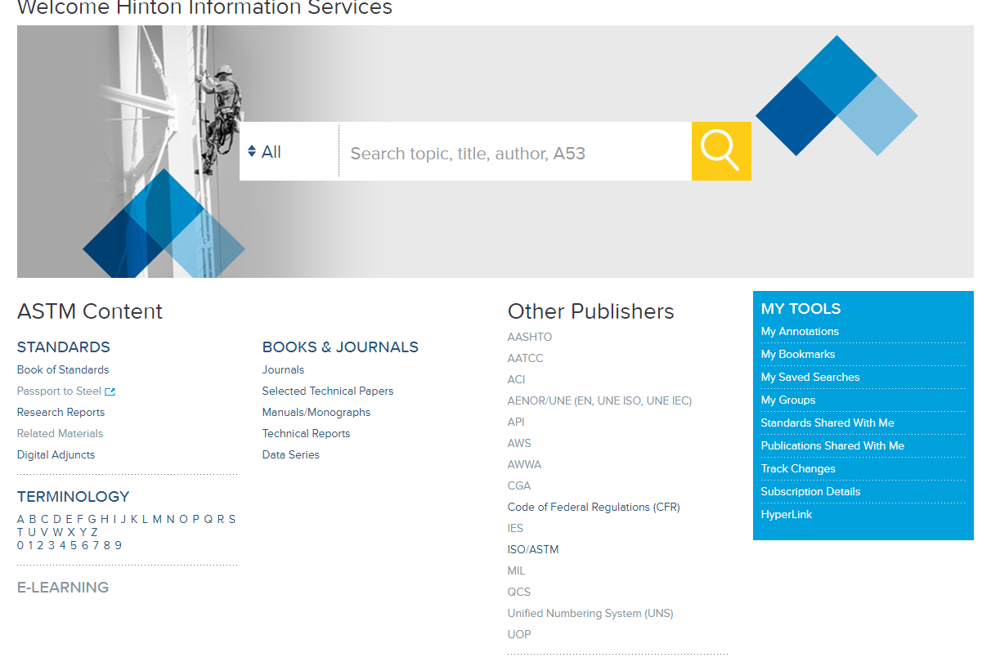 Welcome Hinton Information Services
All
Search topic, title, author, A53
ASTM Content
STANDARDS
Book of Standards
Passport to Steel
Research Reports
Related Materials
Digital Adjuncts
TERMINOLOGY
A B C D E F G H I J K L M N O P Q R S
T U V W X Y Z
0 1 2 3 4 5 6 7 8 9
E-LEARNING
BOOKS & JOURNALS
Journals
Selected Technical Papers
Manuals/Monographs
Technical Reports
Data Series
Other Publishers
AASHTO
AATCC
ACI
AENOR/UNE (EN, UNE ISO, UNE IEC)
API
AWS
AWWA
CGA
Code of Federal Regulations (CFR)
IES
ISO/ASTM
MIL
QCS
Unified Numbering System (UNS)
UOP
MY TOOLS
My Annotations
My Bookmarks
My Saved Searches
My Groups
Standards Shared With Me
Publications Shared With Me
Track Changes
Subscription Details
HyperLink